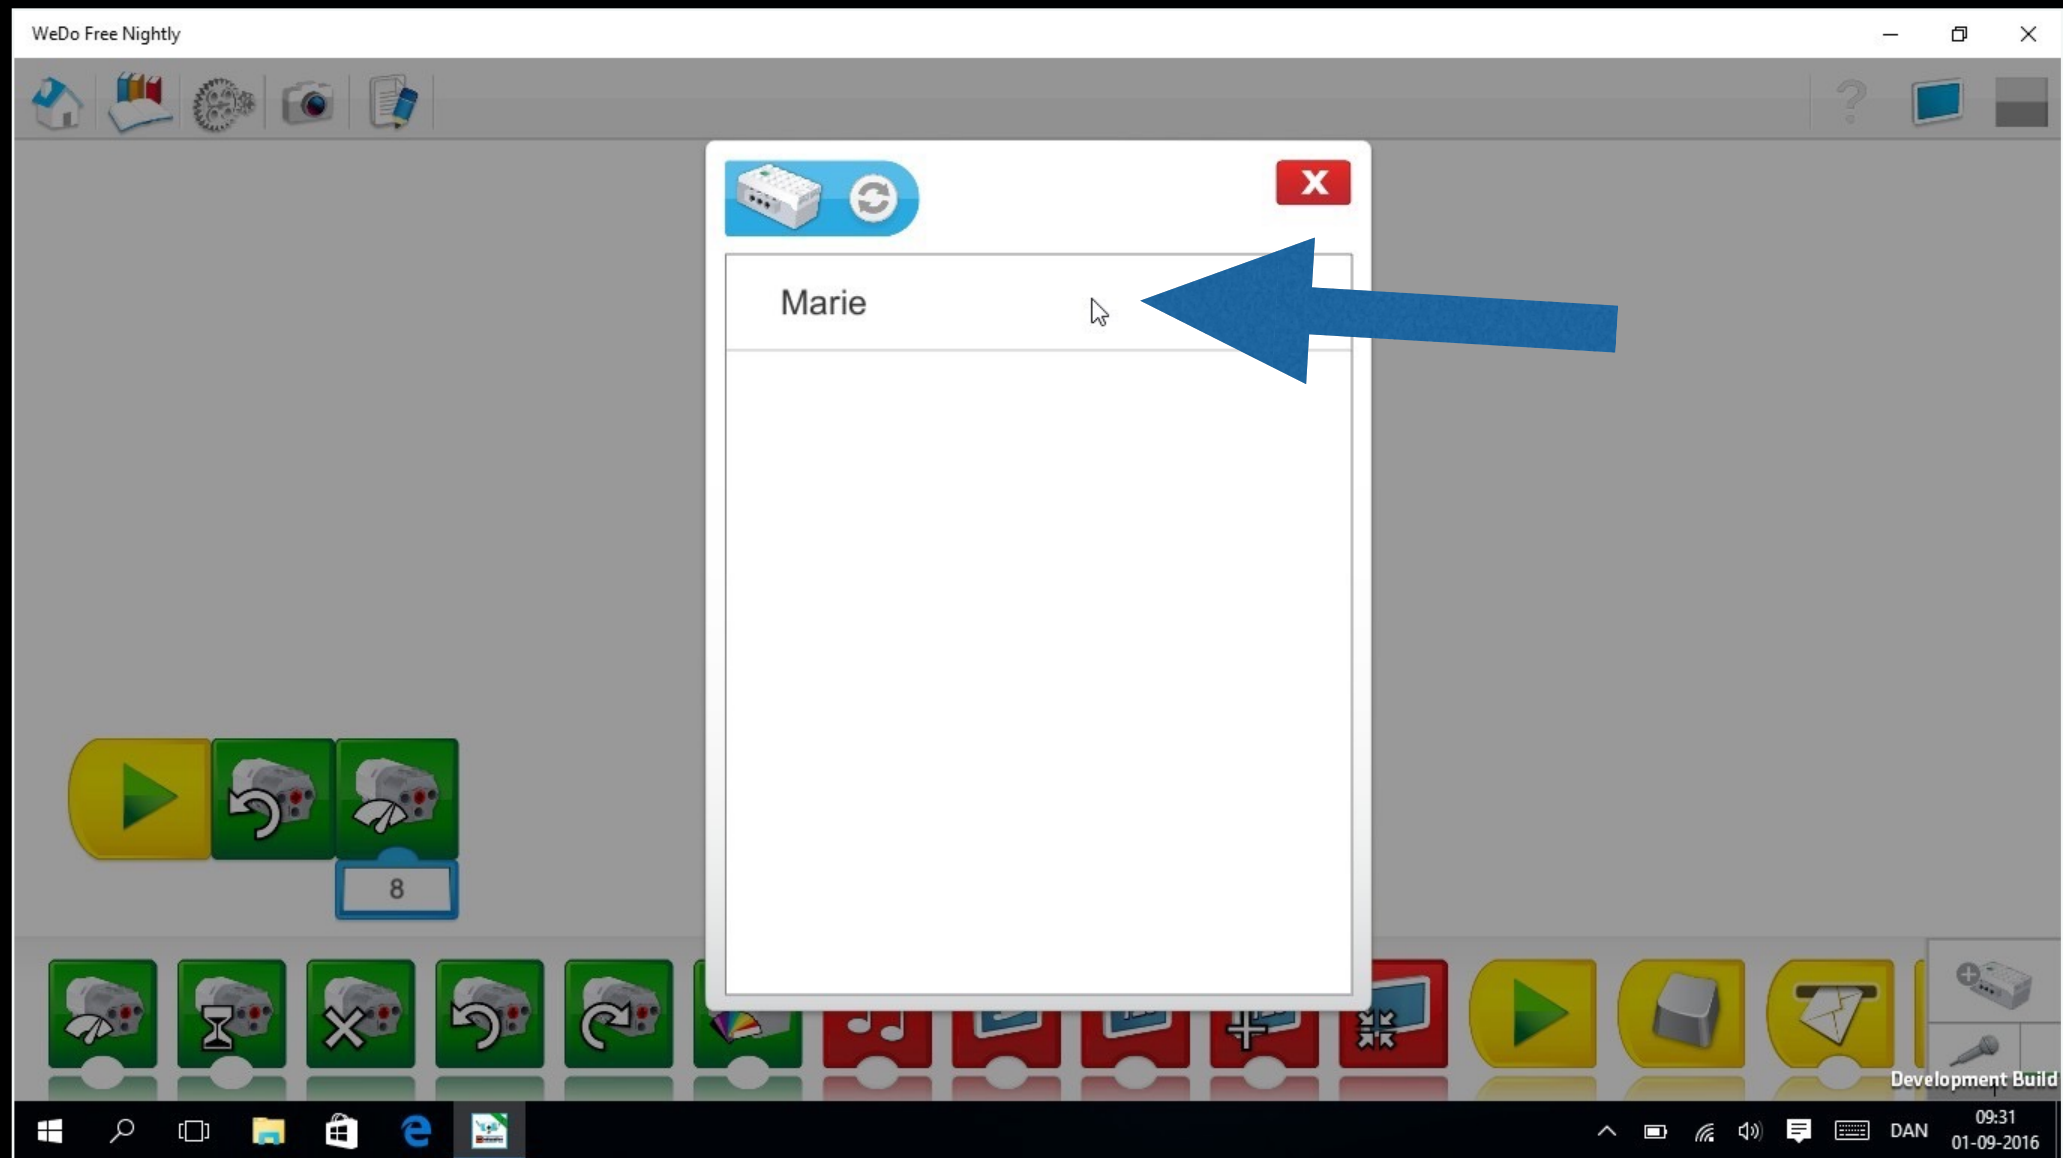 WeDo Free Nightly
X
Marie
8
Development Build
DAN
09:31
01-09-2016